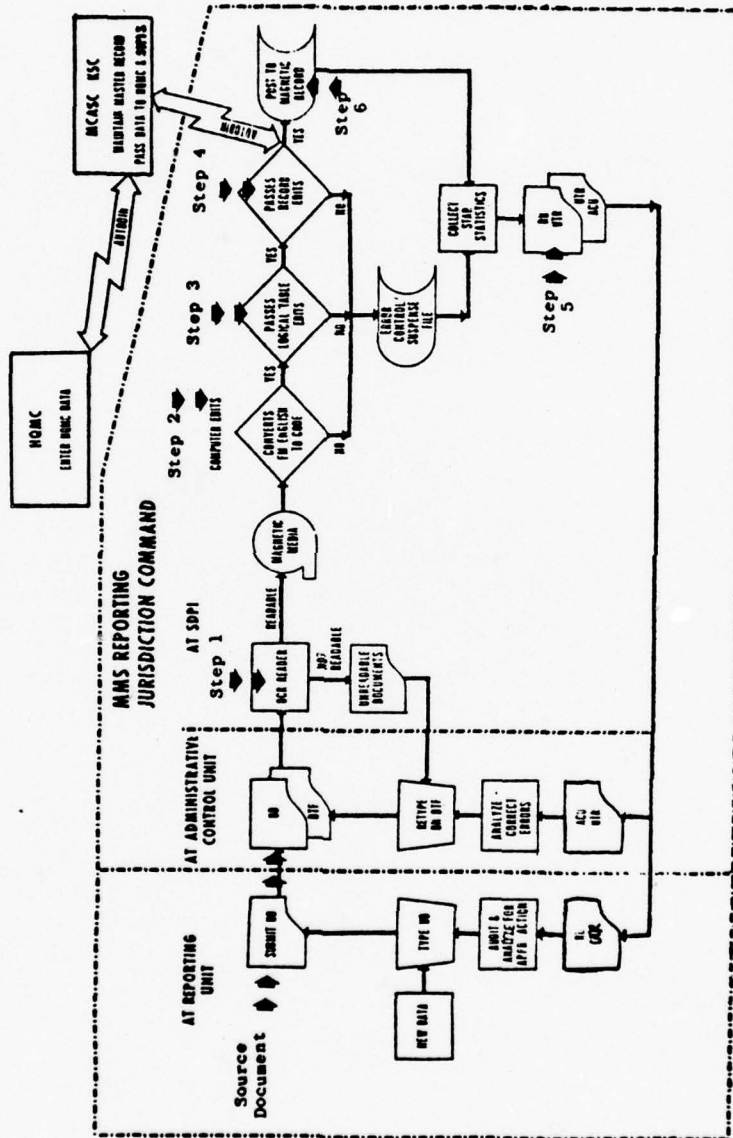 HQMC
ENTER HQMC DATA
AUTODIN
MCASC KSC
MAINTAIN MASTER RECORD
PASS DATA TO HQMC &
AUTODIN
MMS REPORTING
JURISDICTION COMMAND
AT REPORTING
UNIT
AT ADMINISTRATIVE
CONTROL UNIT
AT SDPI
Source
Document
SUBMIT UD
UD
DTF
Step 1
OCR READER
READABLE
NOT
READABLE
UNREADABLE
DOCUMENTS
MAGNETIC
MEDIA
Step 2
COMPUTER EDITS
CONVERTS
FM ENGLISH
TO CODE
YES
NO
Step 3
PASSES
LOGICAL TABLE
EDITS
YES
NO
Step 4
PASSES
RECORD
EDITS
YES
NO
POST TO
MAGNETIC
RECORD
Step
6
ERROR
CONTROL/
SUSPENSE
FILE
COLLECT
STAP
STATISTICS
UTR
UTR
ACU
Step
5
NEW DATA
TYPE UD
AUDIT &
ANALYZE FOR
APPR ACTION
RETYPE
OR DTF
ANALYZE
CORRECT
ERRORS
ACU
UTR